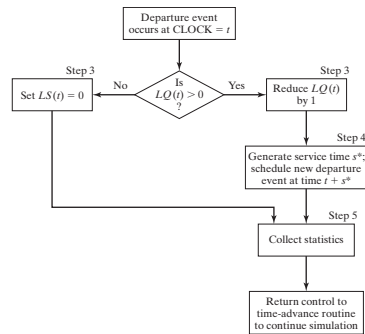 Departure event
occurs at CLOCK = t
Step 3
No
Is
LQ(t) > 0
?
Yes
Step 3
Set LS(t) = 0
Reduce LQ(t)
by 1
Step 4
Generate service time s*;
schedule new departure
event at time t + s*
Step 5
Collect statistics
Return control to
time-advance routine
to continue simulation